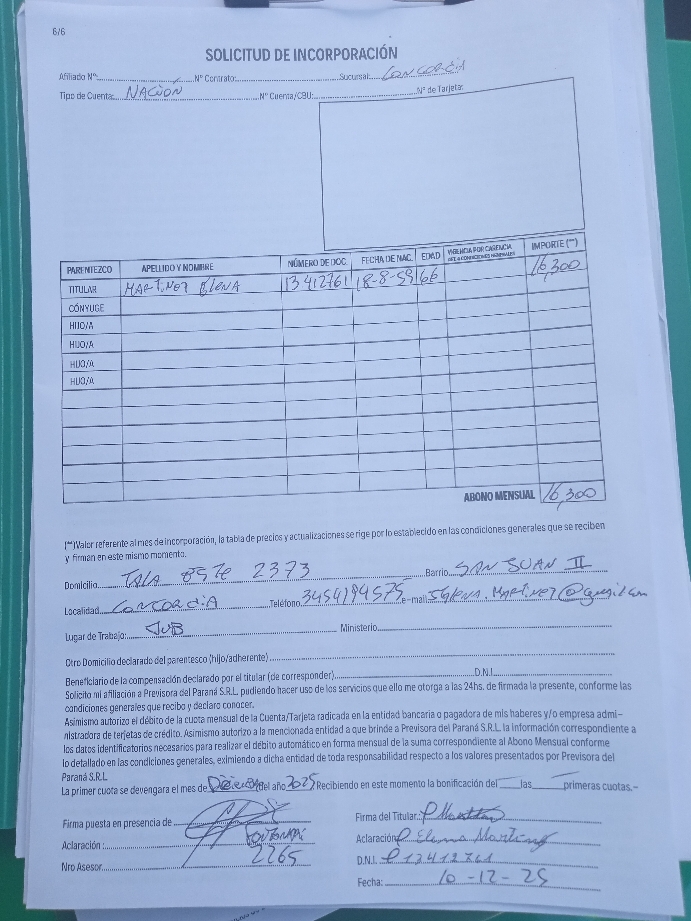 6/6
SOLICITUD DE INCORPORACIÓN
Afiliado Nº: Nº Contrato: Sucursal: CONCORDIA
Tipo de Cuenta: NACION Nº Cuenta/CBU: Nº de Tarjeta:
PARENTEZCO APELLIDO Y NOMBRE NÚMERO DE DOC. FECHA DE NAC. EDAD VIGENCIA POR CARENCIA IMPORTE (**)
TITULAR MARTINEZ ELENA 13412761 18-8-59 66 16,300
CÓNYUGE
HIJO/A
HIJO/A
HIJO/A
HIJO/A
ABONO MENSUAL 16,300
(**)Valor referente al mes de incorporación, la tabla de precios y actualizaciones se rige por lo establecido en las condiciones generales que se reciben
y firman en este mismo momento.
Domicilio TALA ESTE 2373 Barrio SAN JUAN II
Localidad CONCORDIA Teléfono 3454194575 e-mail
Lugar de Trabajo: JUB Ministerio
Otro Domicilio declarado del parentesco (hijo/adherente)
Beneficiario de la compensación declarado por el titular (de corresponder) D.N.I.
Solicito mi afiliación a Previsora del Paraná S.R.L. pudiendo hacer uso de los servicios que ello me otorga a las 24hs. de firmada la presente, conforme las
condiciones generales que recibo y declaro conocer.
Asimismo autorizo el débito de la cuota mensual de la Cuenta/Tarjeta radicada en la entidad bancaria o pagadora de mis haberes y/o empresa admi-
nistradora de tarjetas de crédito. Asimismo autorizo a la mencionada entidad a que brinde a Previsora del Paraná S.R.L. la información correspondiente a
los datos identificatorios necesarios para realizar el débito automático en forma mensual de la suma correspondiente al Abono Mensual conforme
lo detallado en las condiciones generales, eximiendo a dicha entidad de toda responsabilidad respecto a los valores presentados por Previsora del
Paraná S.R.L.
La primer cuota se devengara el mes de Diciembre del año 2025 Recibiendo en este momento la bonificación del las primeras cuotas.-
Firma puesta en presencia de Firma del Titular:
Aclaración : Aclaración Elena Martinez
Nro Asesor 2265 D.N.I. 13412761
Fecha: 10-12-25